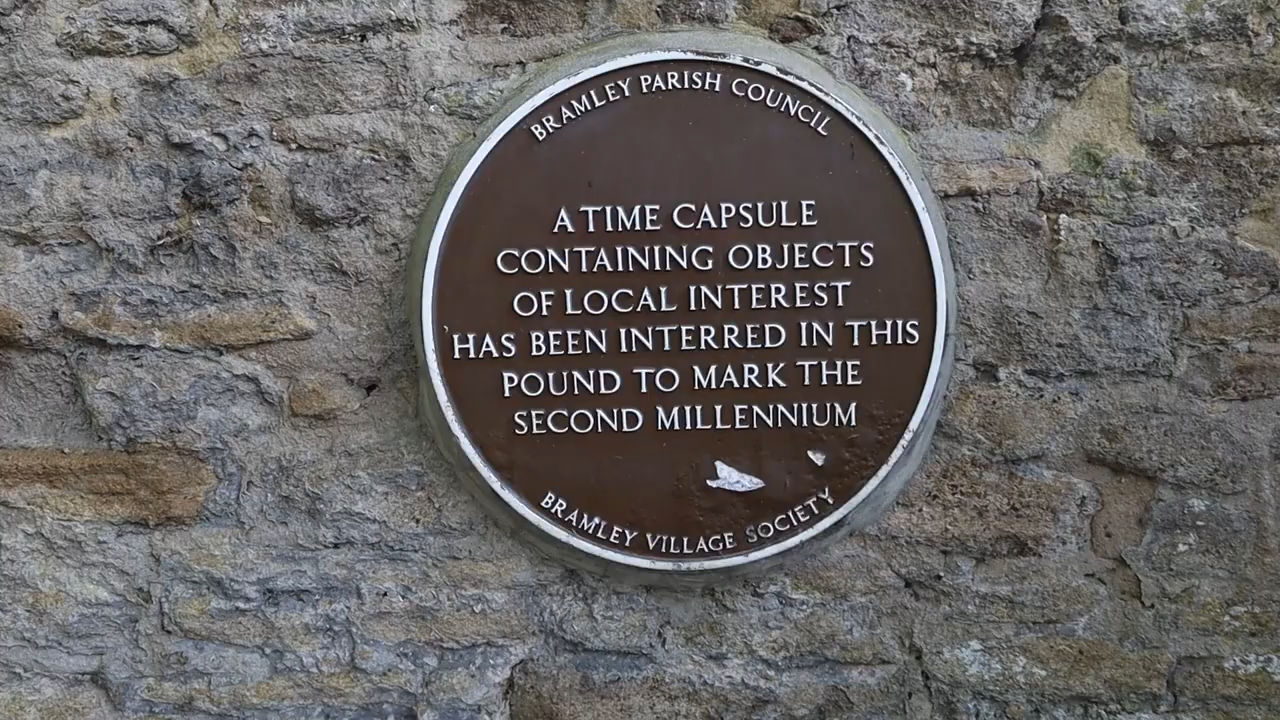 BRAMLEY PARISH COUNCIL
A TIME CAPSULE
CONTAINING OBJECTS
OF LOCAL INTEREST
HAS BEEN INTERRED IN THIS
POUND TO MARK THE
SECOND MILLENNIUM
BRAMLEY VILLAGE SOCIETY